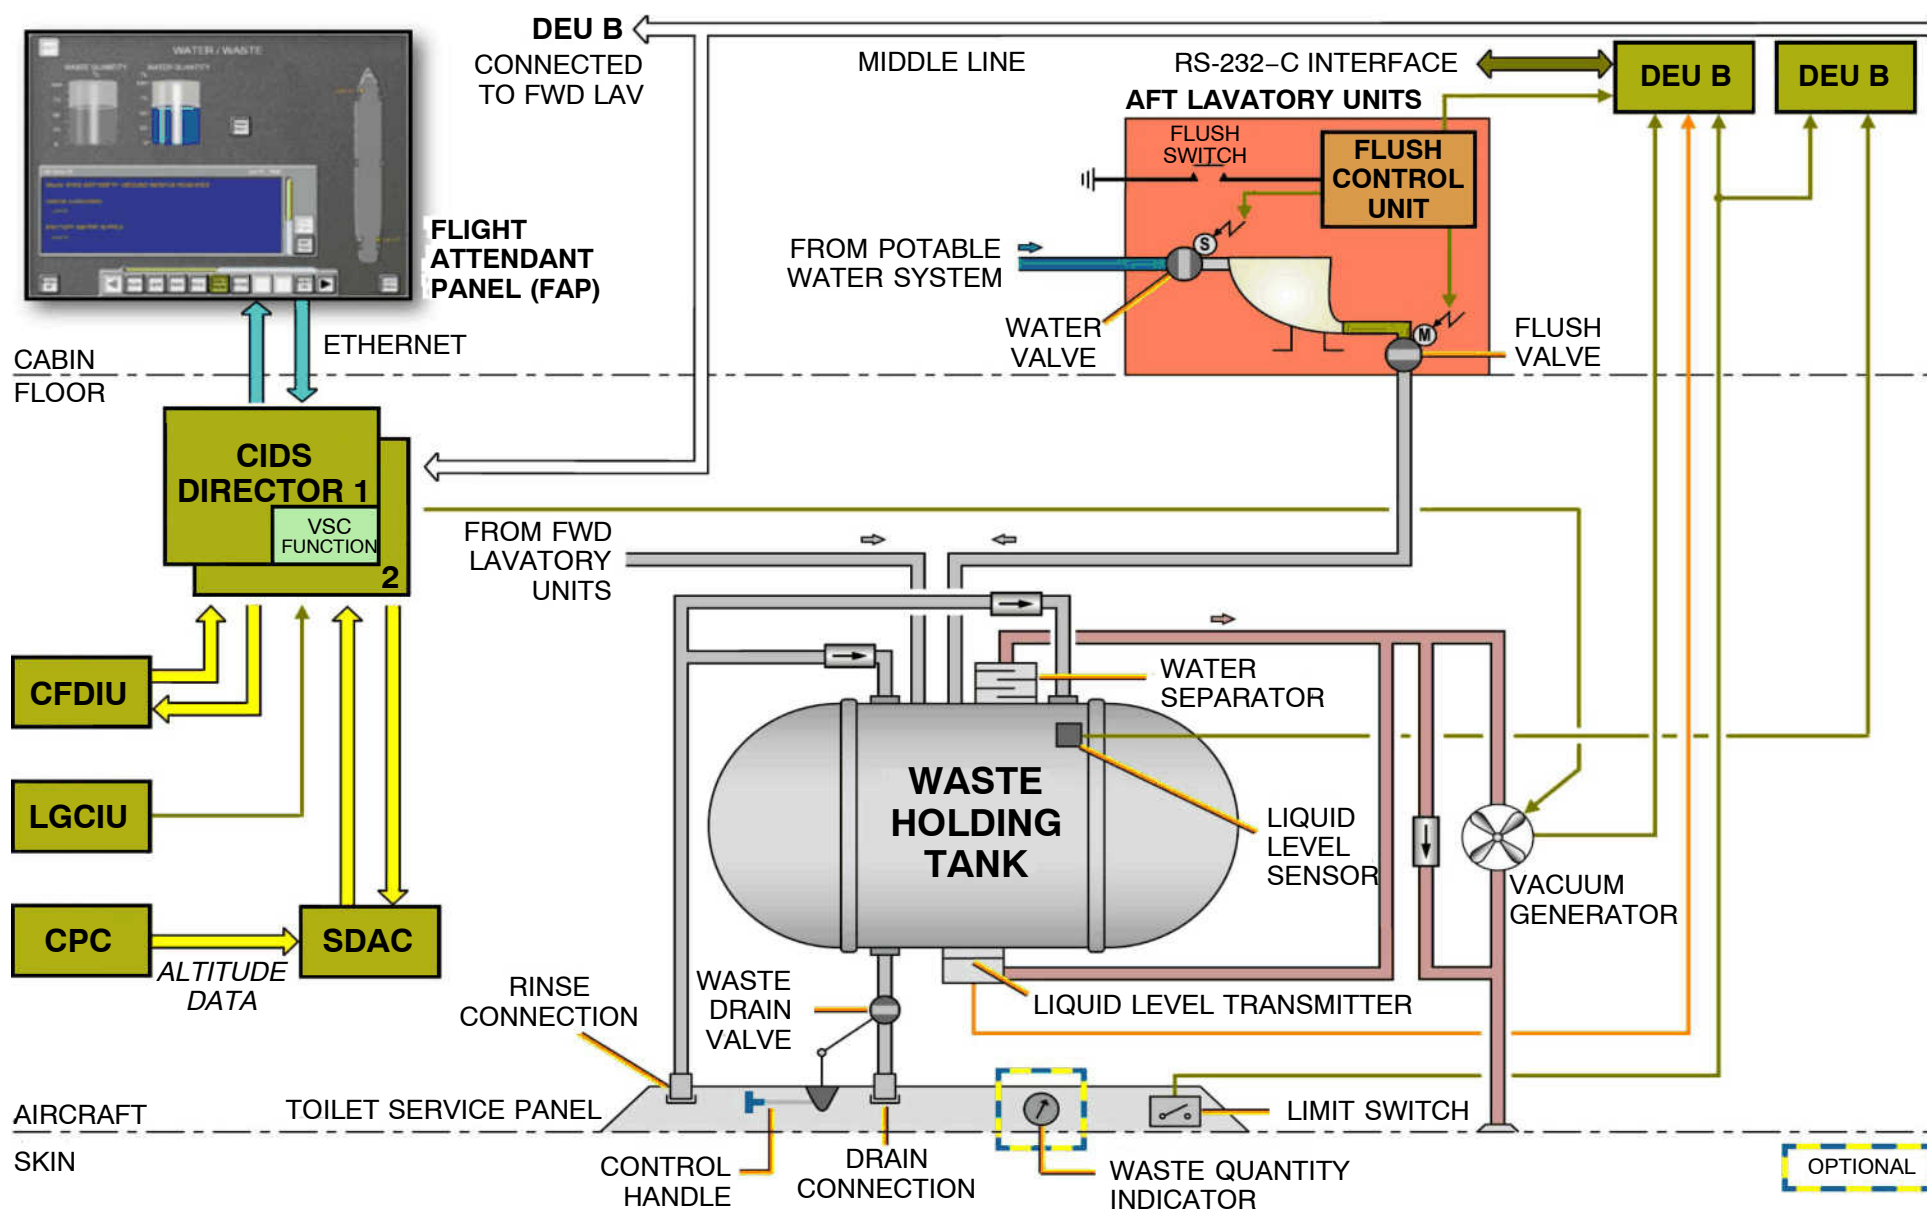 WATER / WASTE
WASTE QUANTITY
WATER QUANTITY
FLIGHT
ATTENDANT
PANEL (FAP)
DEU B
CONNECTED
TO FWD LAV
MIDDLE LINE
RS-232–C INTERFACE
DEU B
DEU B
AFT LAVATORY UNITS
FLUSH
SWITCH
FLUSH
CONTROL
UNIT
S
M
FROM POTABLE
WATER SYSTEM
WATER
VALVE
FLUSH
VALVE
ETHERNET
CABIN
FLOOR
CIDS
DIRECTOR 1
VSC
FUNCTION
2
FROM FWD
LAVATORY
UNITS
CFDIU
LGCIU
CPC
SDAC
ALTITUDE
DATA
WATER
SEPARATOR
WASTE
HOLDING
TANK
LIQUID
LEVEL
SENSOR
VACUUM
GENERATOR
RINSE
CONNECTION
WASTE
DRAIN
VALVE
LIQUID LEVEL TRANSMITTER
AIRCRAFT
SKIN
TOILET SERVICE PANEL
LIMIT SWITCH
CONTROL
HANDLE
DRAIN
CONNECTION
WASTE QUANTITY
INDICATOR
OPTIONAL